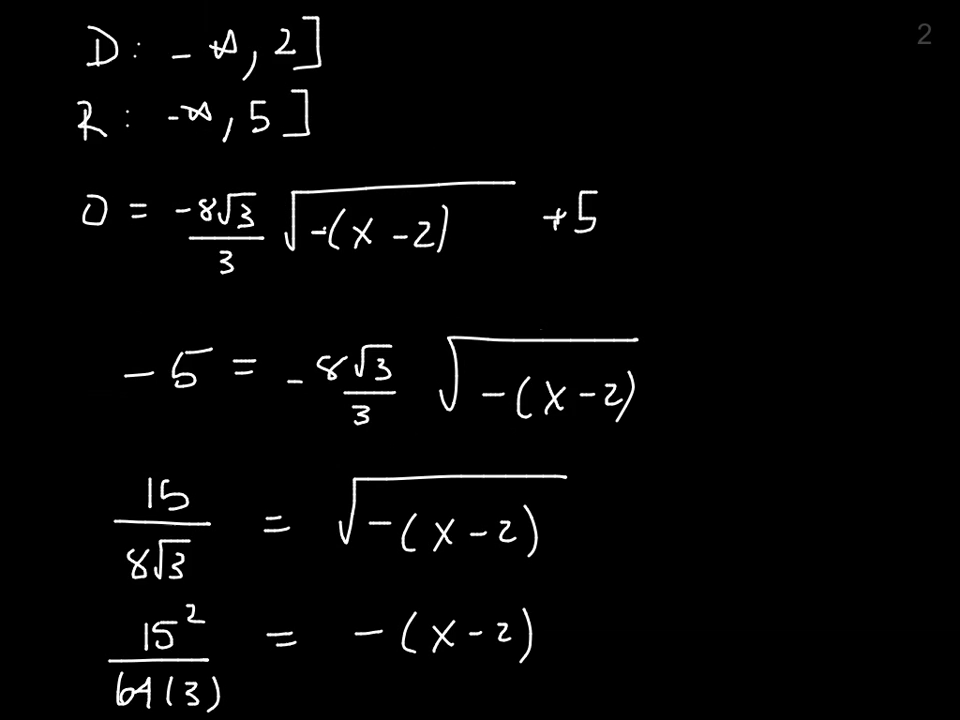 2
D: -∞, 2]
R: -∞, 5]
0 = -8√3/3 √-(x-2) +5
-5 = -8√3/3 √-(x-2)
15/8√3 = √-(x-2)
15²/64(3) = -(x-2)